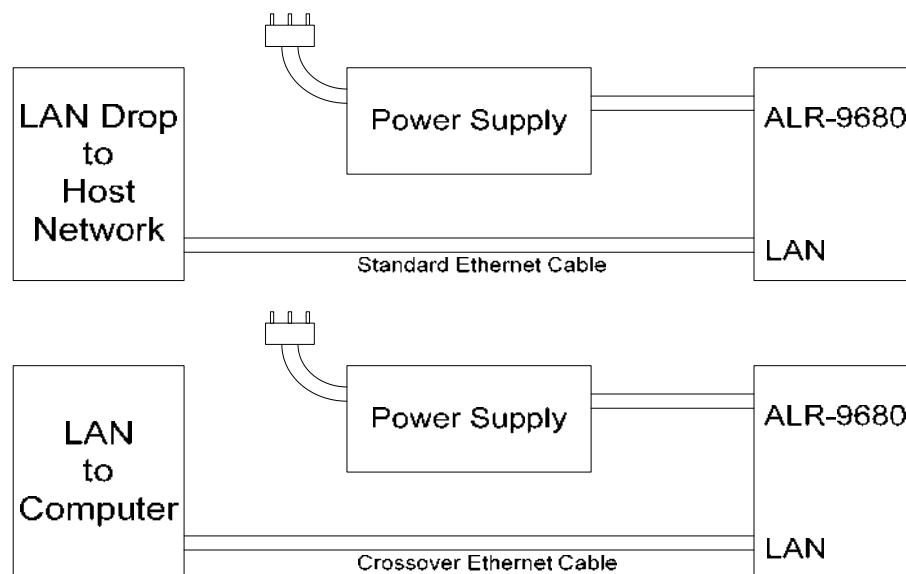 LAN Drop
to
Host
Network
Power Supply
ALR-9680
LAN
Standard Ethernet Cable
LAN
to
Computer
Power Supply
ALR-9680
LAN
Crossover Ethernet Cable